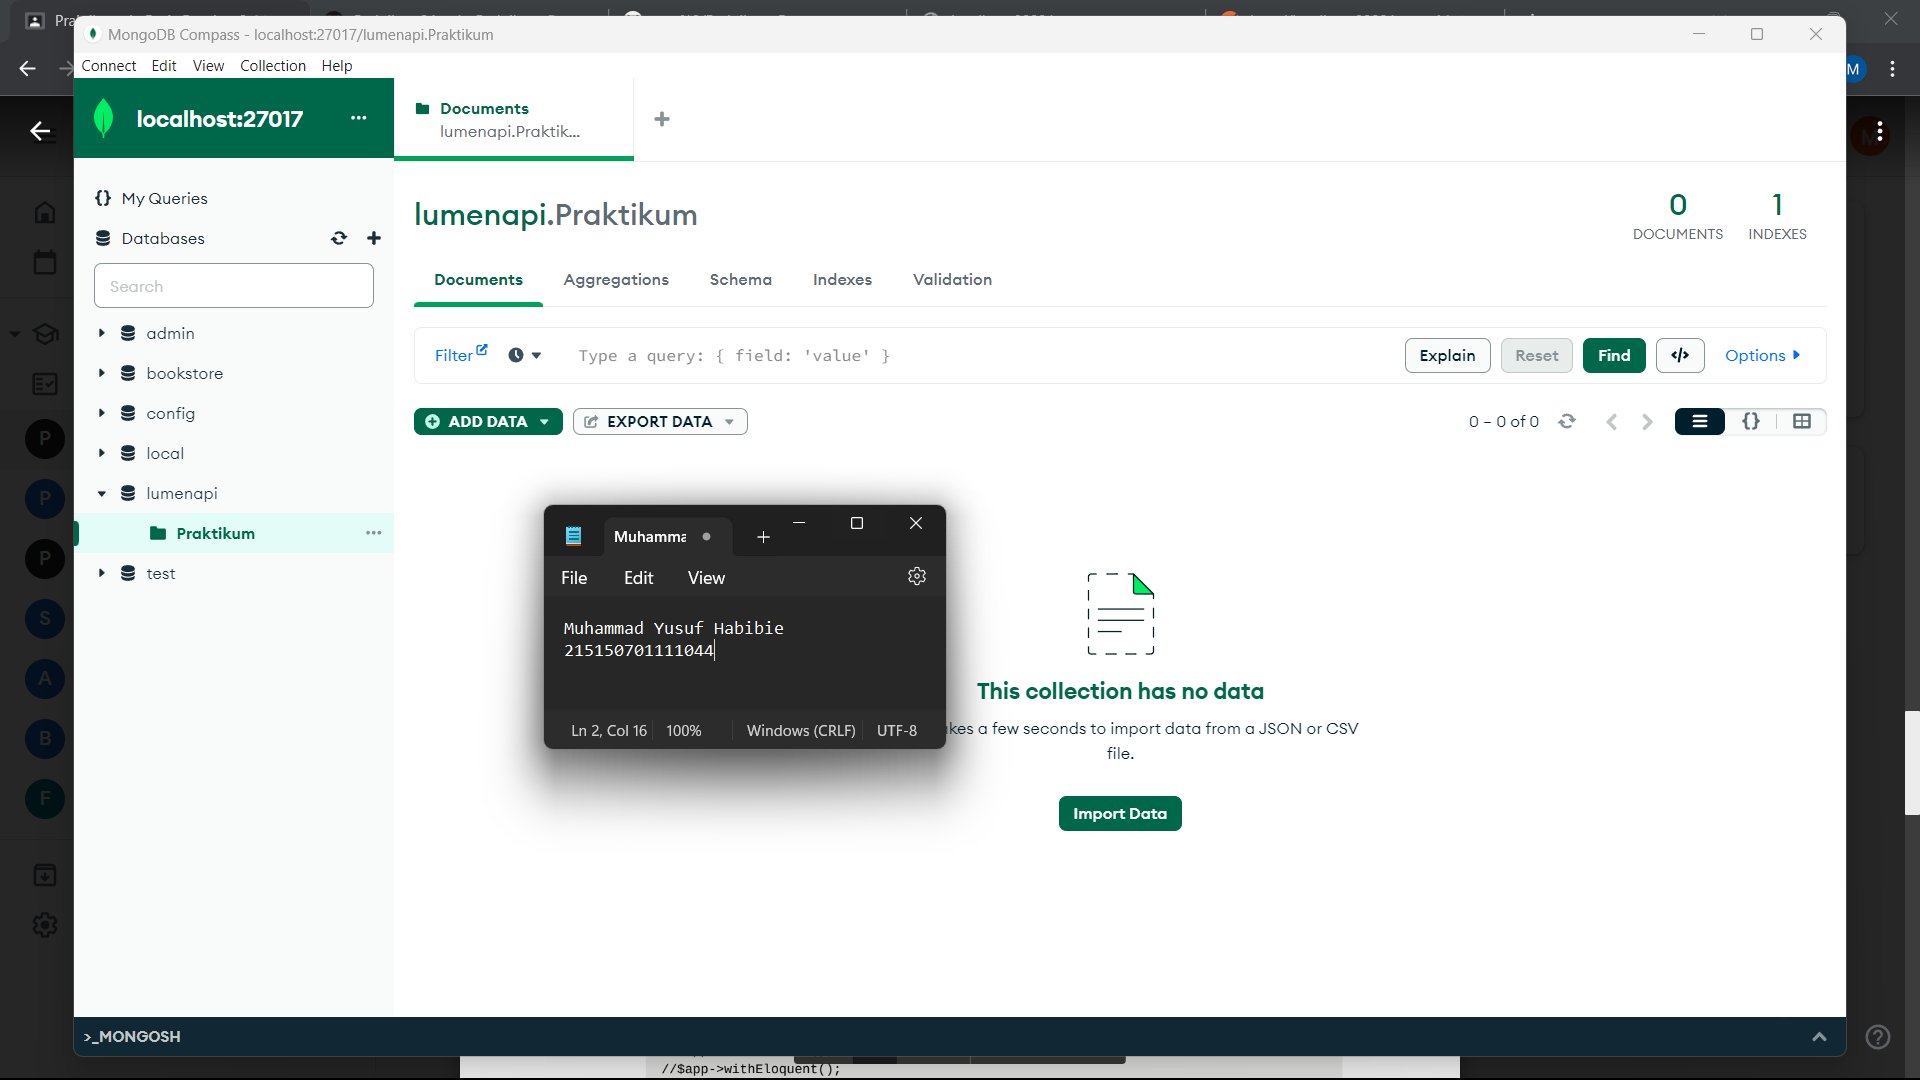 MongoDB Compass - localhost:27017/lumenapi.Praktikum
Connect Edit View Collection Help
localhost:27017
Documents
lumenapi.Praktik...
My Queries
Databases
Search
admin
bookstore
config
local
lumenapi
Praktikum
test
lumenapi.Praktikum
0
DOCUMENTS
1
INDEXES
Documents Aggregations Schema Indexes Validation
Filter
Type a query: { field: 'value' }
Explain Reset Find </> Options
ADD DATA EXPORT DATA
0 – 0 of 0
{}
Muhamma
File Edit View
Muhammad Yusuf Habibie
215150701111044
Ln 2, Col 16 100% Windows (CRLF) UTF-8
This collection has no data
akes a few seconds to import data from a JSON or CSV
file.
Import Data
>_MONGOSH
//$app->withEloquent();
M
M
P
P
P
S
A
B
F